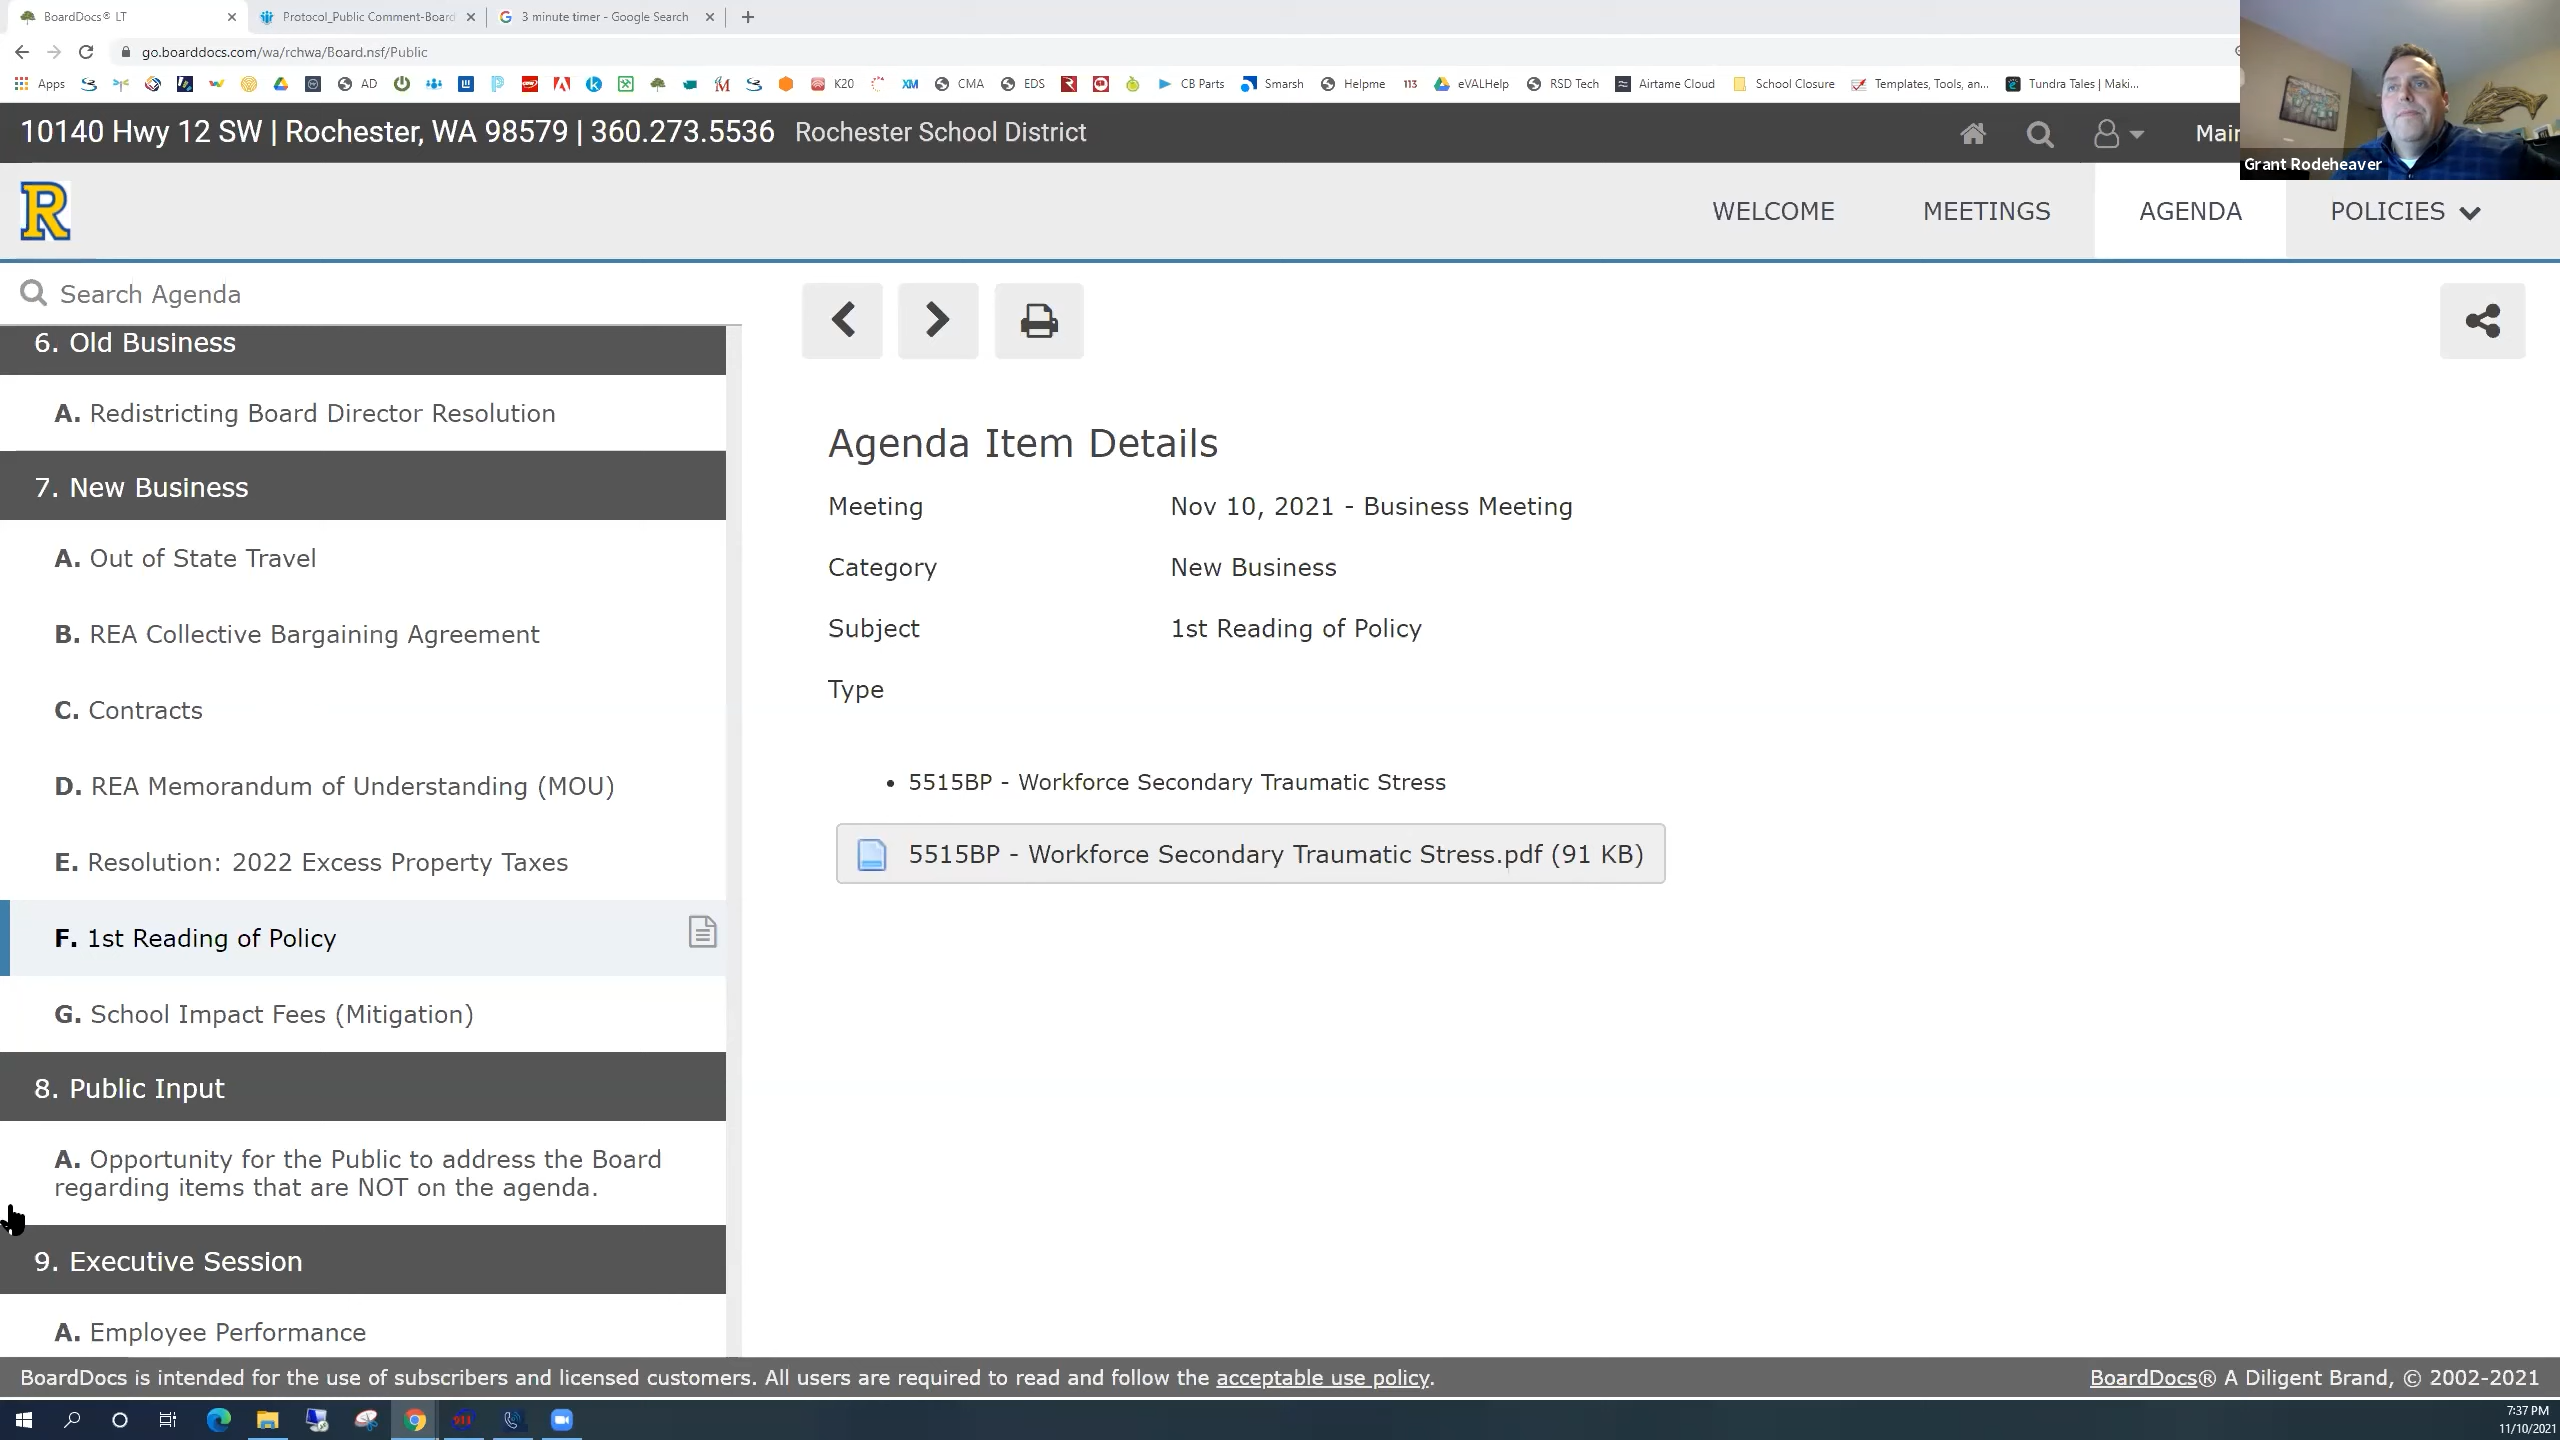 BoardDocs® LT
Protocol_Public Comment-Board
3 minute timer - Google Search
go.boarddocs.com/wa/rchwa/Board.nsf/Public
Apps AD K20 XM CMA EDS CB Parts Smarsh Helpme 113 eVALHelp RSD Tech Airtame Cloud School Closure Templates, Tools, an... Tundra Tales | Maki...
10140 Hwy 12 SW | Rochester, WA 98579 | 360.273.5536 Rochester School District
Grant Rodeheaver
R
WELCOME MEETINGS AGENDA POLICIES
Search Agenda
6. Old Business
A. Redistricting Board Director Resolution
7. New Business
A. Out of State Travel
B. REA Collective Bargaining Agreement
C. Contracts
D. REA Memorandum of Understanding (MOU)
E. Resolution: 2022 Excess Property Taxes
F. 1st Reading of Policy
G. School Impact Fees (Mitigation)
8. Public Input
A. Opportunity for the Public to address the Board
regarding items that are NOT on the agenda.
9. Executive Session
A. Employee Performance
Agenda Item Details
Meeting Nov 10, 2021 - Business Meeting
Category New Business
Subject 1st Reading of Policy
Type
• 5515BP - Workforce Secondary Traumatic Stress
5515BP - Workforce Secondary Traumatic Stress.pdf (91 KB)
BoardDocs is intended for the use of subscribers and licensed customers. All users are required to read and follow the acceptable use policy. BoardDocs® A Diligent Brand, © 2002-2021
911
7:37 PM
11/10/2021